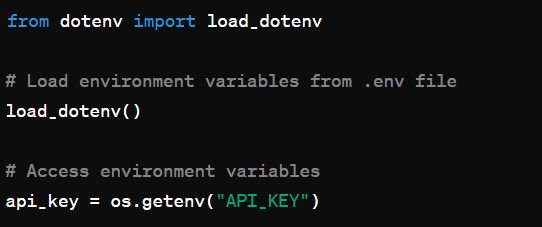 from dotenv import load_dotenv
# Load environment variables from .env file
load_dotenv()
# Access environment variables
api_key = os.getenv("API_KEY")